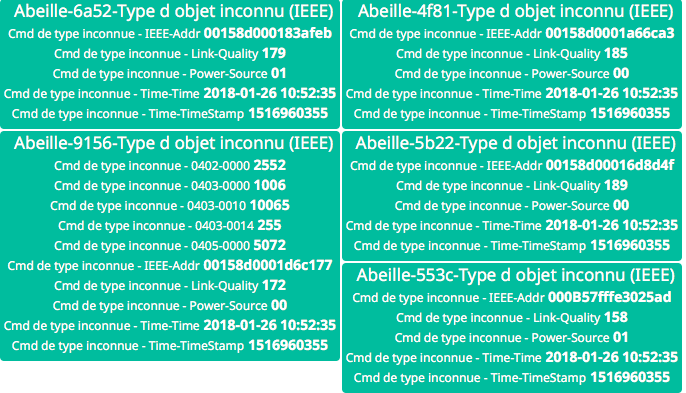 Abeille-6a52-Type d objet inconnu (IEEE)
Cmd de type inconnue - IEEE-Addr 00158d000183afeb
Cmd de type inconnue - Link-Quality 179
Cmd de type inconnue - Power-Source 01
Cmd de type inconnue - Time-Time 2018-01-26 10:52:35
Cmd de type inconnue - Time-TimeStamp 1516960355
Abeille-4f81-Type d objet inconnu (IEEE)
Cmd de type inconnue - IEEE-Addr 00158d0001a66ca3
Cmd de type inconnue - Link-Quality 185
Cmd de type inconnue - Power-Source 00
Cmd de type inconnue - Time-Time 2018-01-26 10:52:35
Cmd de type inconnue - Time-TimeStamp 1516960355
Abeille-9156-Type d objet inconnu (IEEE)
Cmd de type inconnue - 0402-0000 2552
Cmd de type inconnue - 0403-0000 1006
Cmd de type inconnue - 0403-0010 10065
Cmd de type inconnue - 0403-0014 255
Cmd de type inconnue - 0405-0000 5072
Cmd de type inconnue - IEEE-Addr 00158d0001d6c177
Cmd de type inconnue - Link-Quality 172
Cmd de type inconnue - Power-Source 00
Cmd de type inconnue - Time-Time 2018-01-26 10:52:35
Cmd de type inconnue - Time-TimeStamp 1516960355
Abeille-5b22-Type d objet inconnu (IEEE)
Cmd de type inconnue - IEEE-Addr 00158d00016d8d4f
Cmd de type inconnue - Link-Quality 189
Cmd de type inconnue - Power-Source 00
Cmd de type inconnue - Time-Time 2018-01-26 10:52:35
Cmd de type inconnue - Time-TimeStamp 1516960355
Abeille-553c-Type d objet inconnu (IEEE)
Cmd de type inconnue - IEEE-Addr 000B57fffe3025ad
Cmd de type inconnue - Link-Quality 158
Cmd de type inconnue - Power-Source 01
Cmd de type inconnue - Time-Time 2018-01-26 10:52:35
Cmd de type inconnue - Time-TimeStamp 1516960355